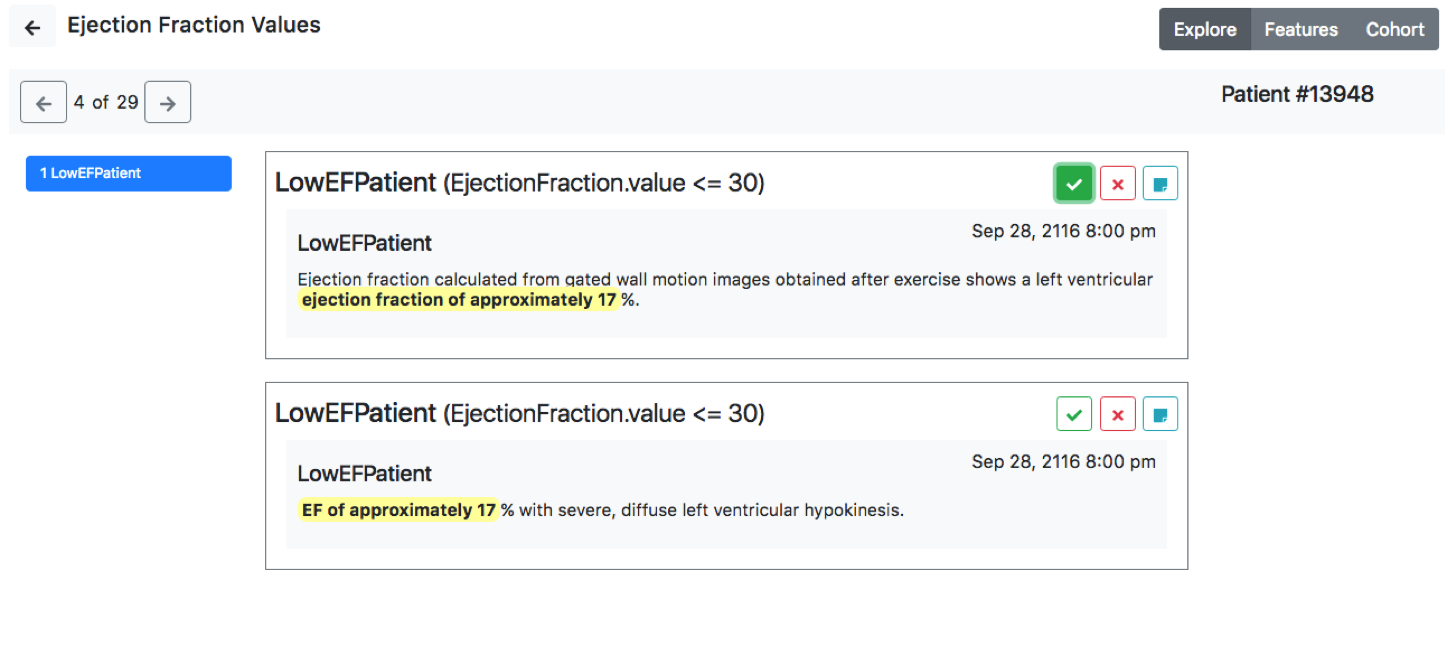 Ejection Fraction Values
Explore Features Cohort
4 of 29
Patient #13948
1 LowEFPatient
LowEFPatient (EjectionFraction.value <= 30)
LowEFPatient
Sep 28, 2116 8:00 pm
Ejection fraction calculated from gated wall motion images obtained after exercise shows a left ventricular
ejection fraction of approximately 17 %.
LowEFPatient (EjectionFraction.value <= 30)
LowEFPatient
Sep 28, 2116 8:00 pm
EF of approximately 17 % with severe, diffuse left ventricular hypokinesis.